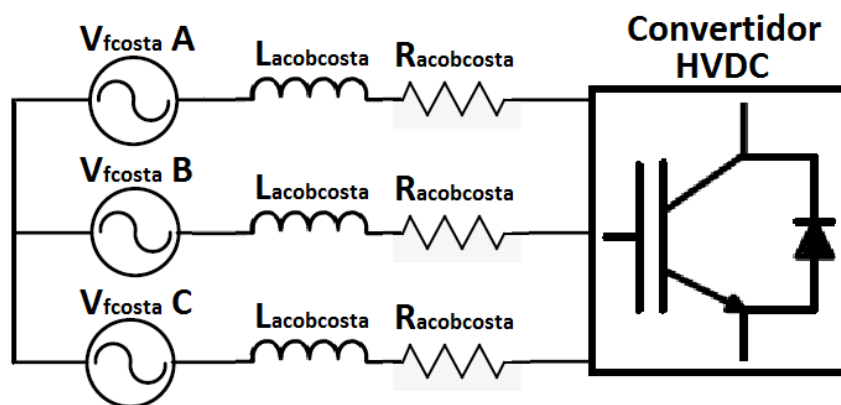 Vfcosta A
Lacobcosta
Racobcosta
Convertidor
HVDC
Vfcosta B
Lacobcosta
Racobcosta
Vfcosta C
Lacobcosta
Racobcosta